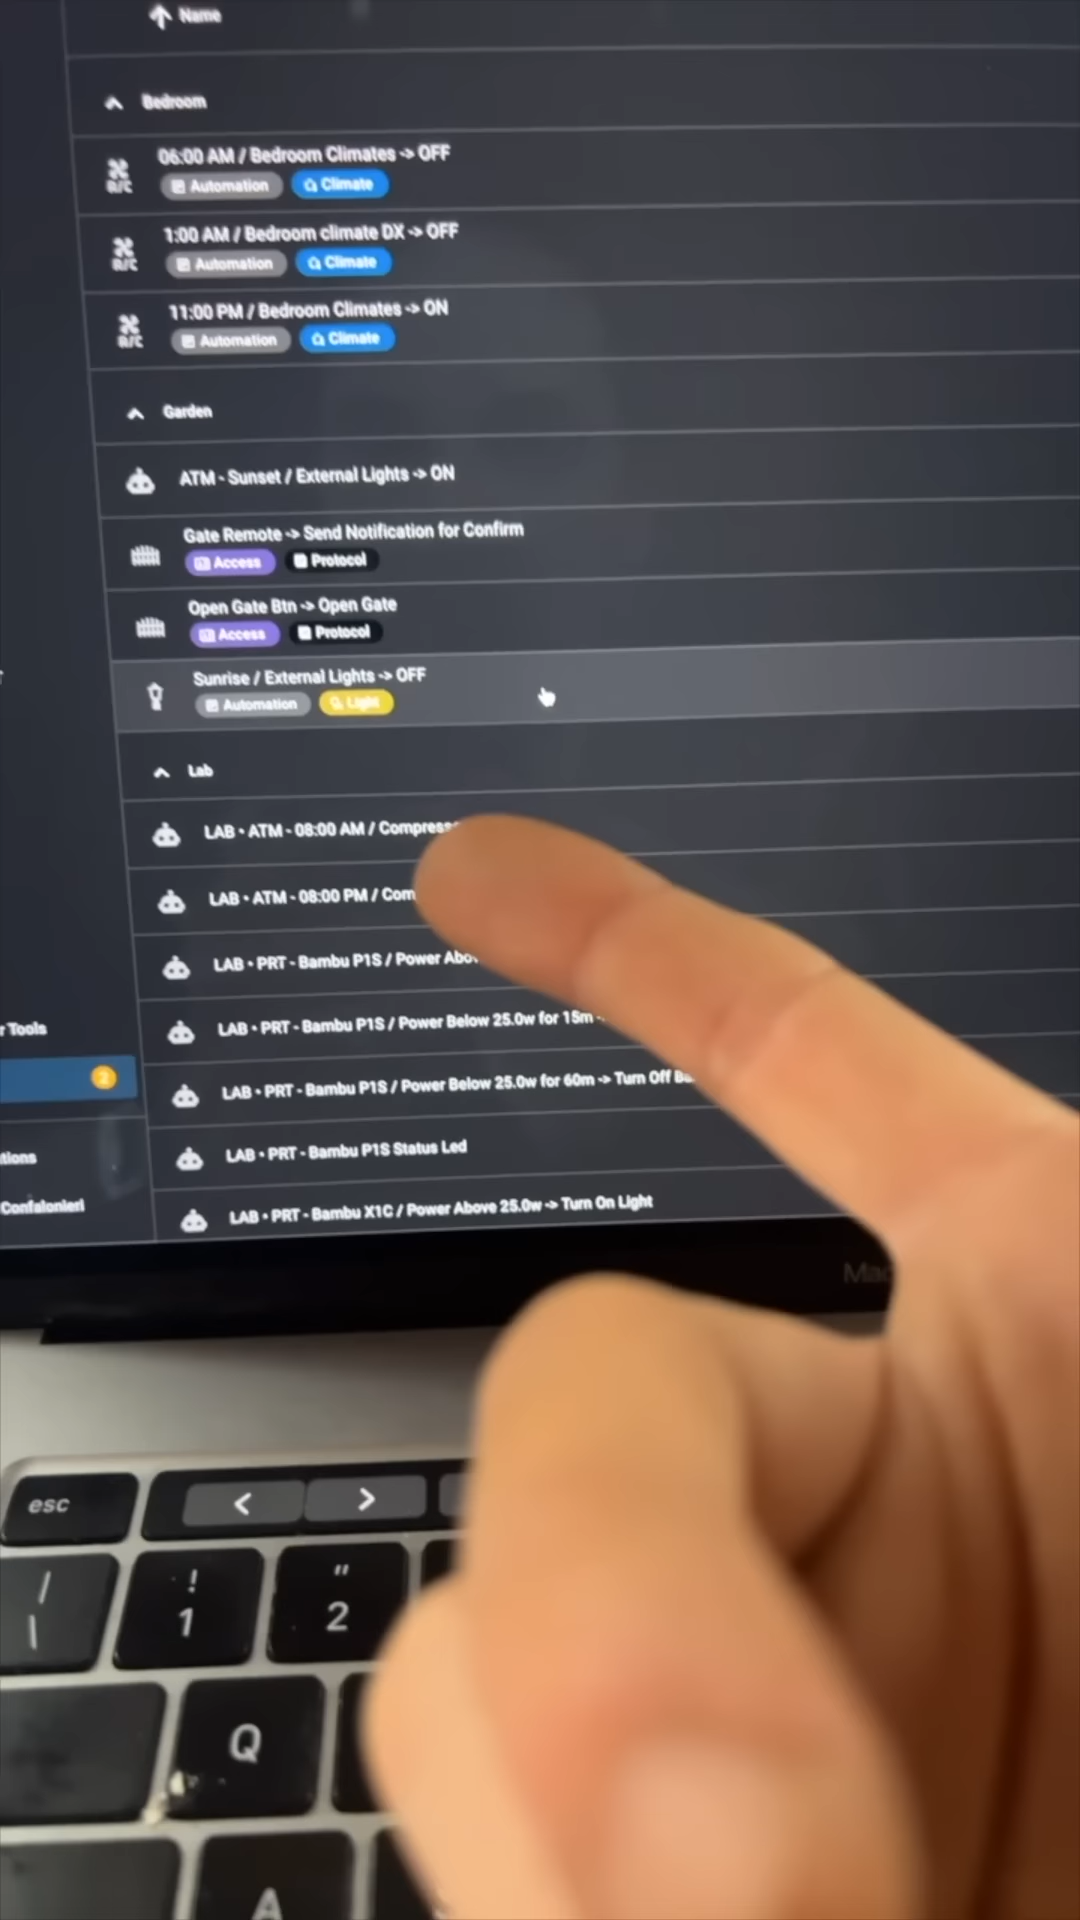 Name
Bedroom
06:00 AM / Bedroom Climates -> OFF
A/C
Automation
Climate
1:00 AM / Bedroom climate DX -> OFF
A/C
Automation
Climate
11:00 PM / Bedroom Climates -> ON
A/C
Automation
Climate
Garden
ATM - Sunset / External Lights -> ON
Gate Remote -> Send Notification for Confirm
Access
Protocol
Open Gate Btn -> Open Gate
Access
Protocol
Sunrise / External Lights -> OFF
Automation
Light
Lab
LAB • ATM - 08:00 AM / Compress
LAB • ATM - 08:00 PM / Com
LAB • PRT - Bambu P1S / Power Abo
LAB • PRT - Bambu P1S / Power Below 25.0w for 15m -
r Tools
LAB • PRT - Bambu P1S / Power Below 25.0w for 60m -> Turn Off Ba
2
LAB • PRT - Bambu P1S Status Led
tions
LAB • PRT - Bambu X1C / Power Above 25.0w -> Turn On Light
Confalonieri
Mac
esc
< >
/ ! "
\ 1 2
Q
A